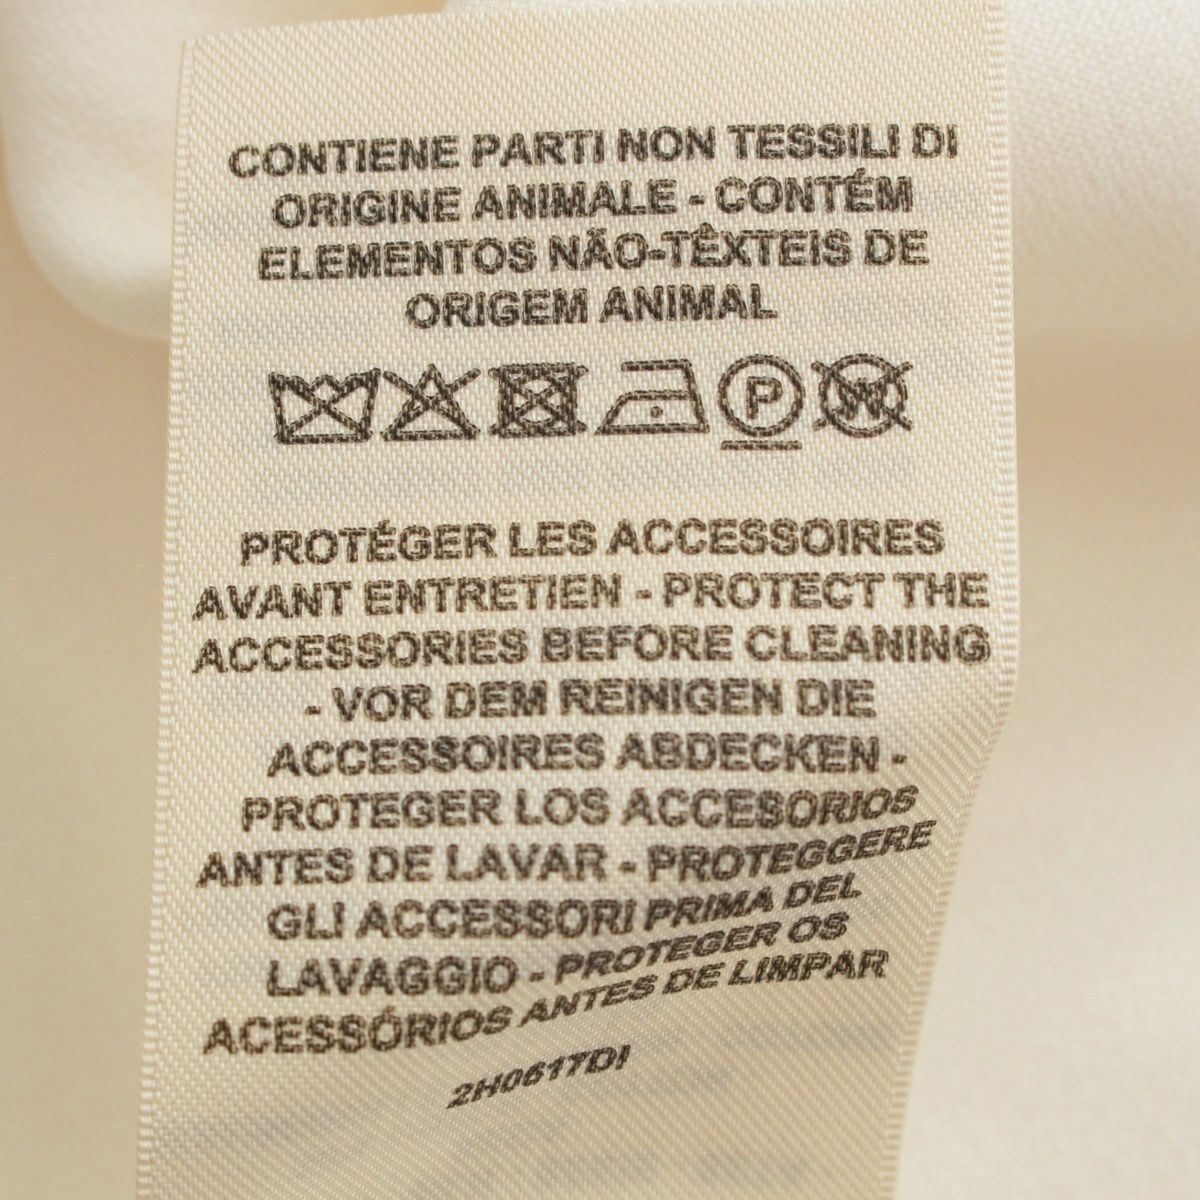 CONTIENE PARTI NON TESSILI DI
ORIGINE ANIMALE - CONTÉM
ELEMENTOS NÃO-TÊXTEIS DE
ORIGEM ANIMAL
P W
PROTÉGER LES ACCESSOIRES
AVANT ENTRETIEN - PROTECT THE
ACCESSORIES BEFORE CLEANING
- VOR DEM REINIGEN DIE
ACCESSOIRES ABDECKEN -
PROTEGER LOS ACCESORIOS
ANTES DE LAVAR - PROTEGGERE
GLI ACCESSORI PRIMA DEL
LAVAGGIO - PROTEGER OS
ACESSÓRIOS ANTES DE LIMPAR
2H0617DI